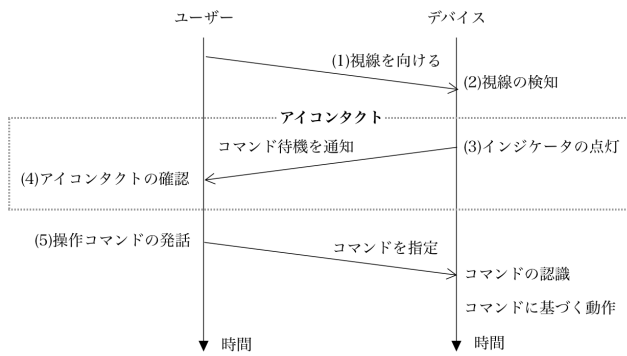 ユーザー
デバイス
(1)視線を向ける
(2)視線の検知
アイコンタクト
コマンド待機を通知
(3)インジケータの点灯
(4)アイコンタクトの確認
(5)操作コマンドの発話
コマンドを指定
コマンドの認識
コマンドに基づく動作
時間
時間